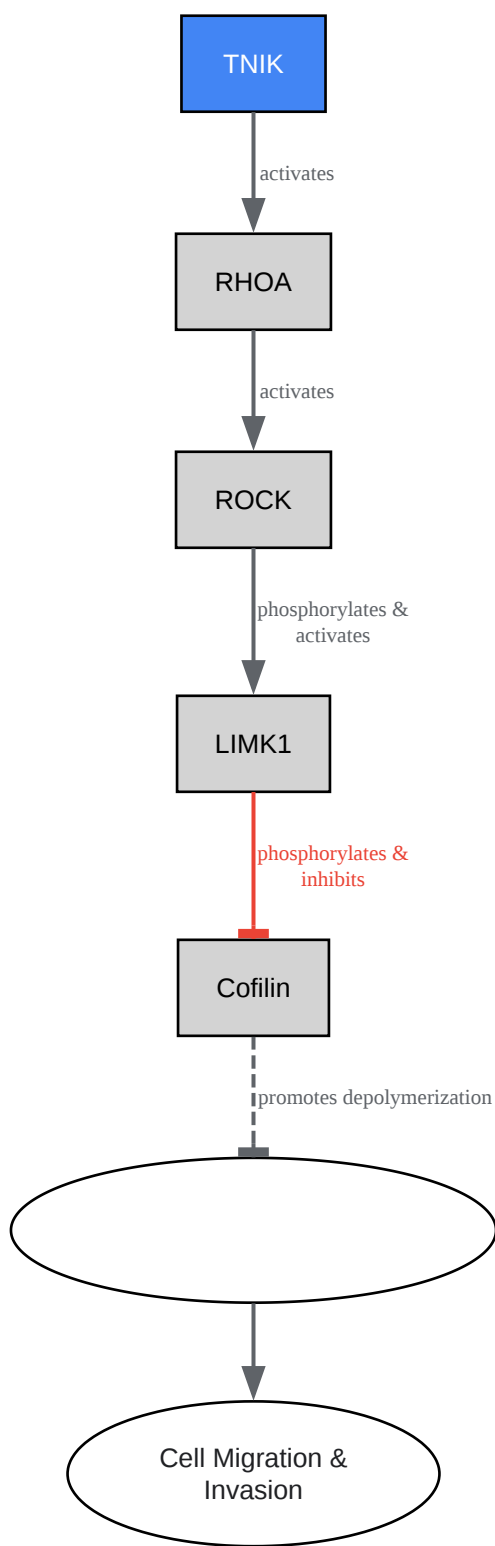 TNIK
activates
RHOA
activates
ROCK
phosphorylates &
activates
LIMK1
phosphorylates &
inhibits
Cofilin
promotes depolymerization
Cell Migration &
Invasion